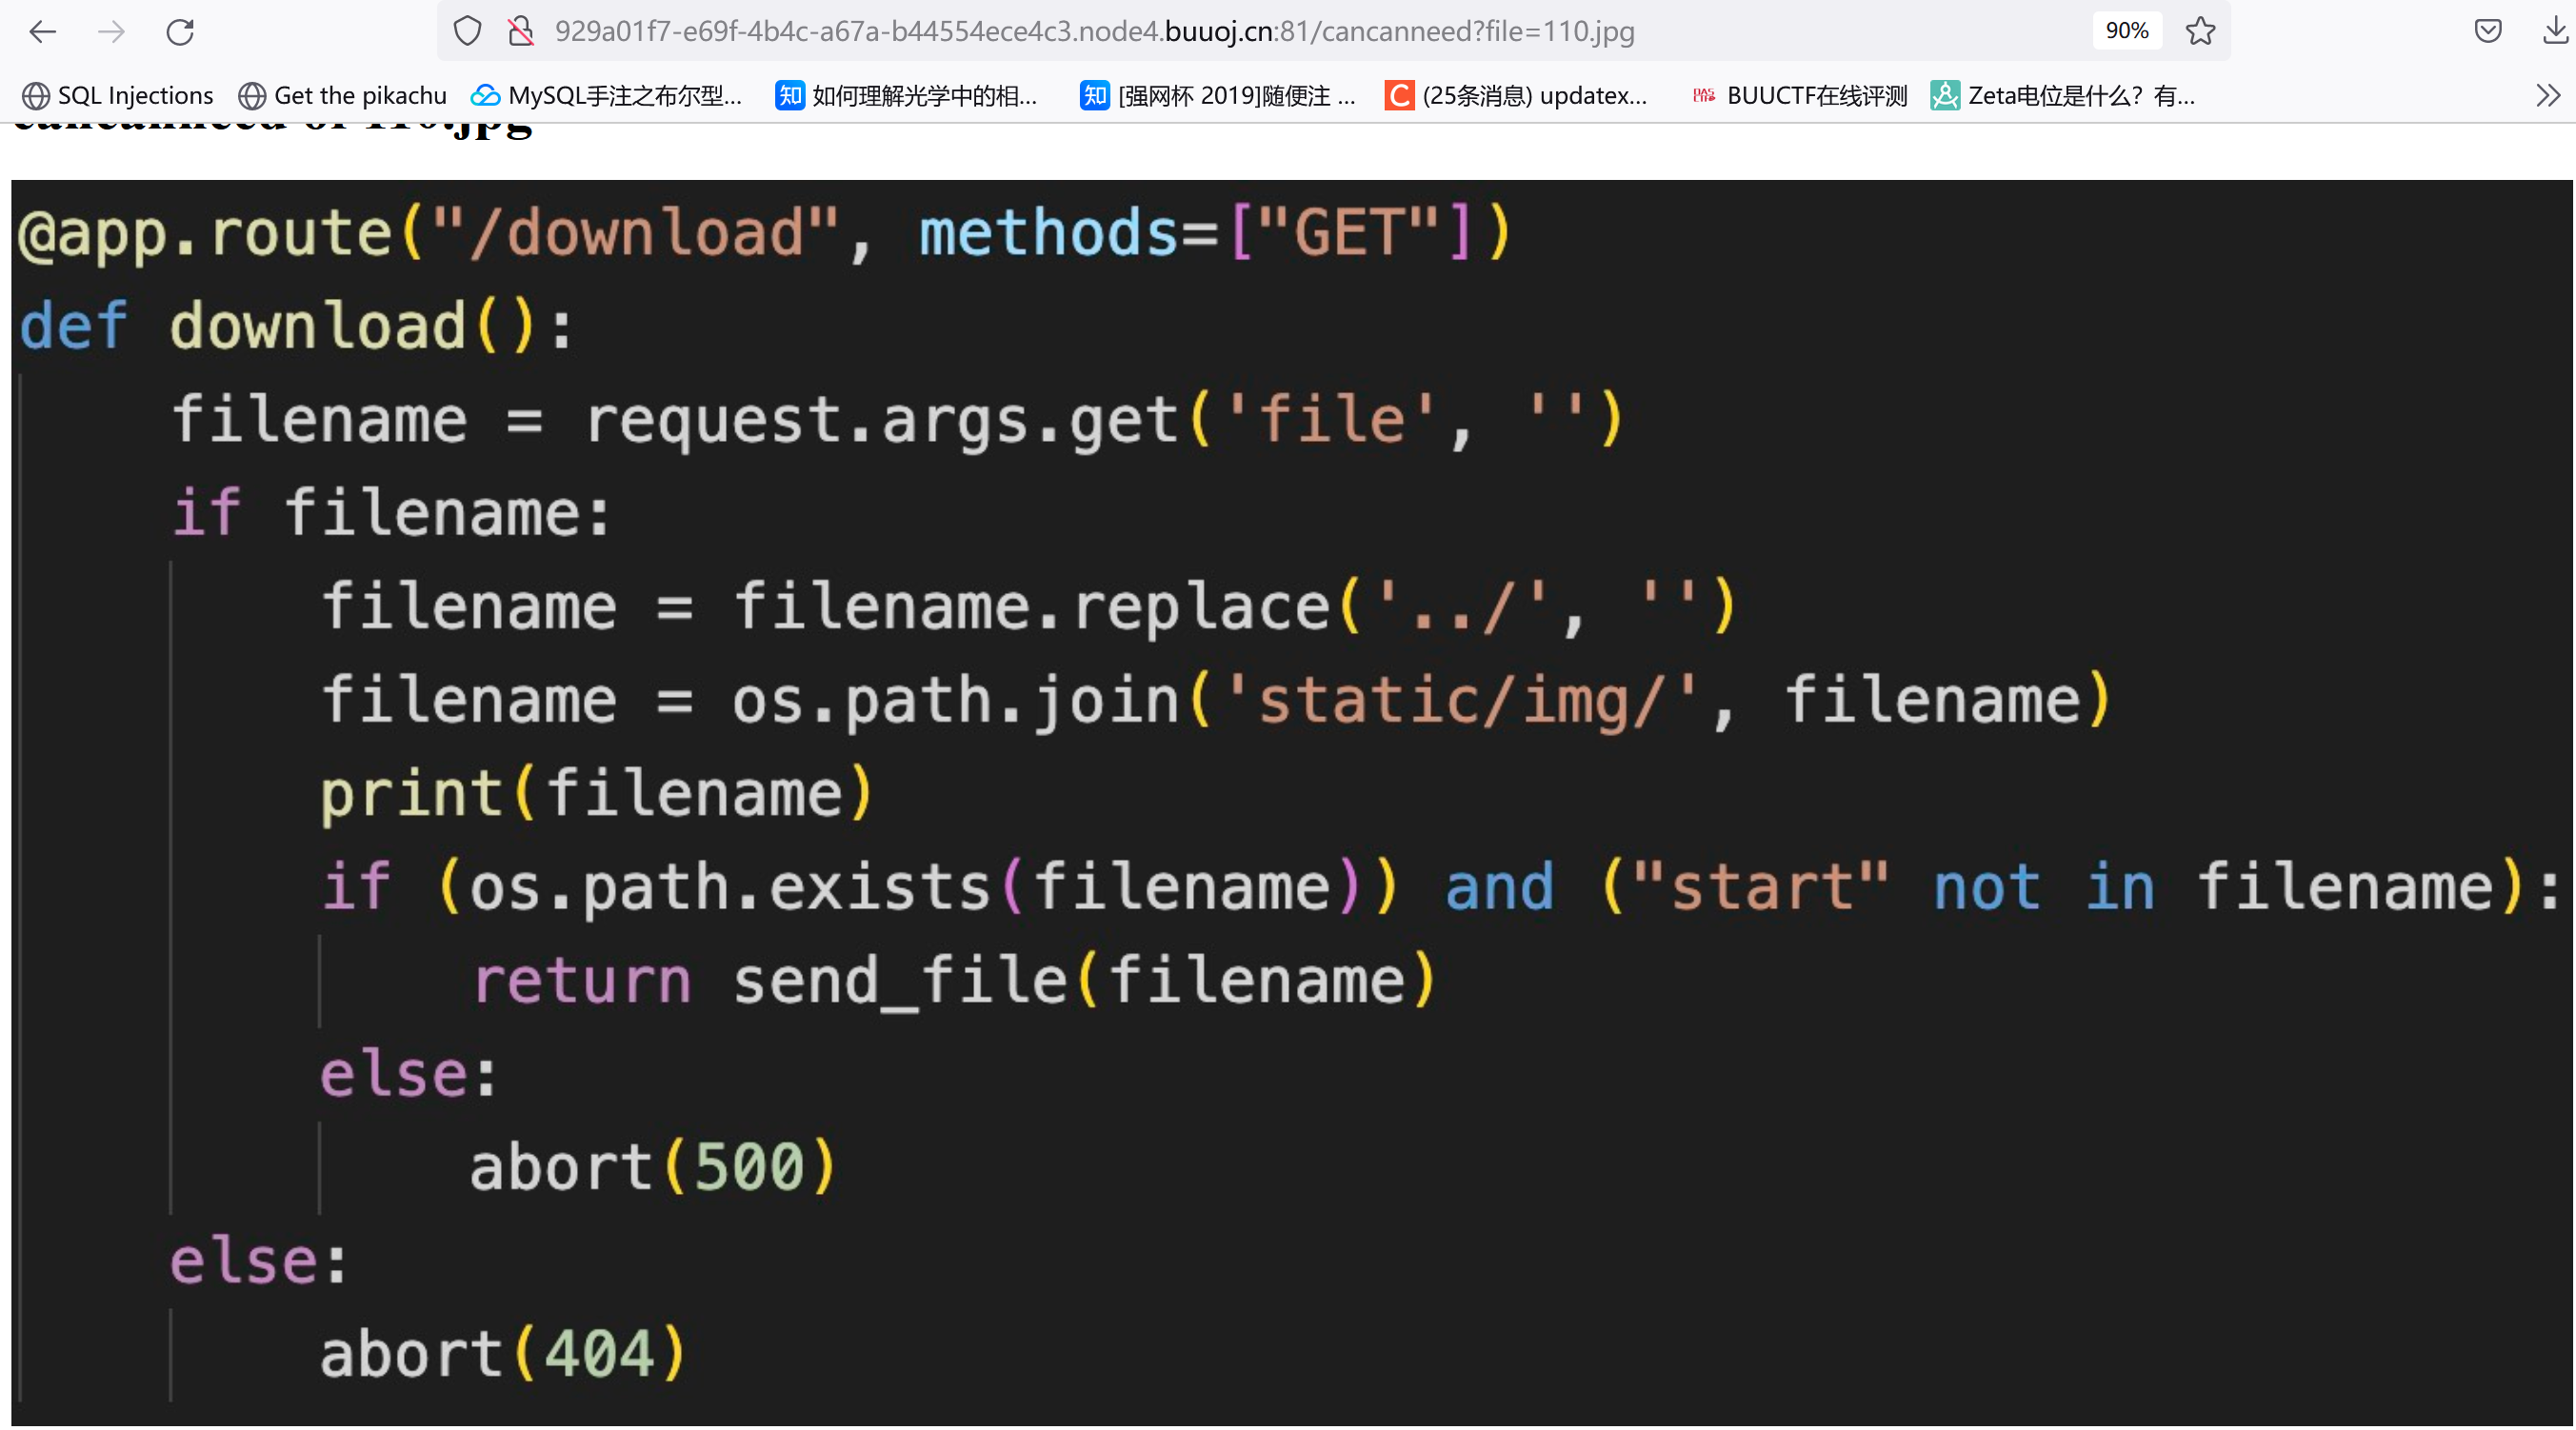 929a01f7-e69f-4b4c-a67a-b44554ece4c3.node4.buuoj.cn:81/cancanneed?file=110.jpg 90%
SQL Injections Get the pikachu MySQL手注之布尔型... 知 如何理解光学中的相... 知 [强网杯 2019]随便注 ... C (25条消息) updatex... BUUCTF在线评测 Zeta电位是什么？有...
cancanneed of 110.jpg
@app.route("/download", methods=["GET"])
def download():
    filename = request.args.get('file', '')
    if filename:
        filename = filename.replace('../', '')
        filename = os.path.join('static/img/', filename)
        print(filename)
        if (os.path.exists(filename)) and ("start" not in filename):
            return send_file(filename)
        else:
            abort(500)
    else:
        abort(404)